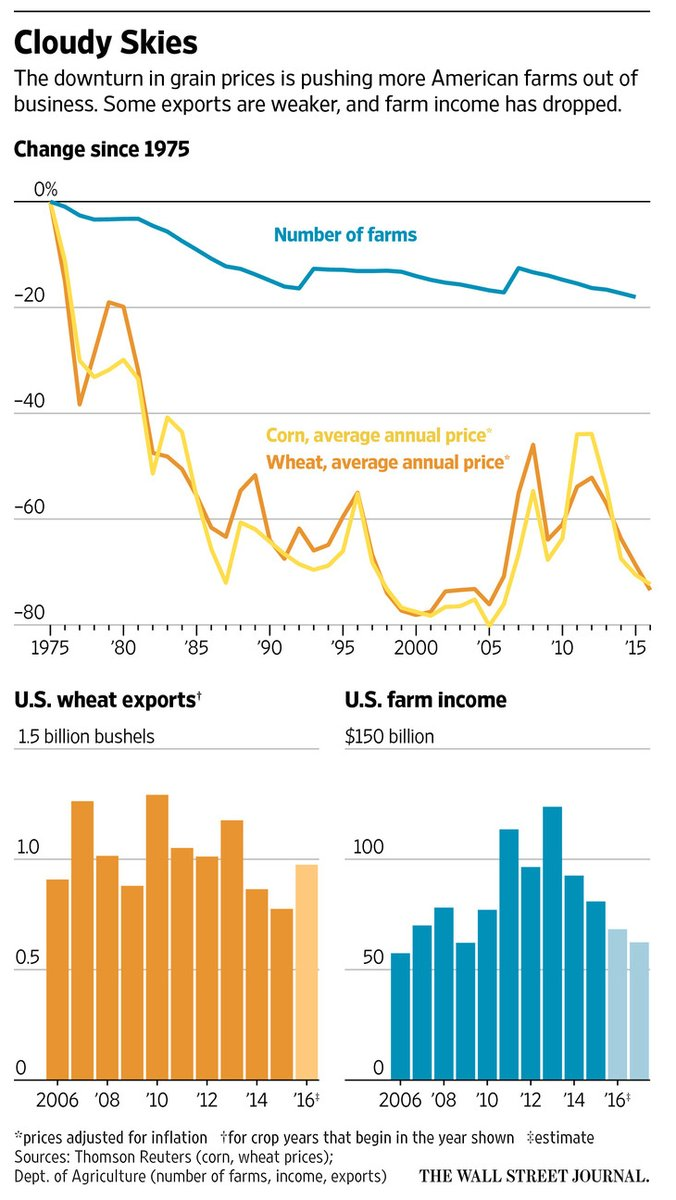 Cloudy Skies
The downturn in grain prices is pushing more American farms out of
business. Some exports are weaker, and farm income has dropped.
Change since 1975
0%
Number of farms
–20
–40
Corn, average annual price*
Wheat, average annual price*
–60
–80
1975 ’80 ’85 ’90 ’95 2000 ’05 ’10 ’15
U.S. wheat exports†
1.5 billion bushels
1.0
0.5
0
2006 ’08 ’10 ’12 ’14 ’16‡
U.S. farm income
$150 billion
100
50
0
2006 ’08 ’10 ’12 ’14 ’16‡
*prices adjusted for inflation †for crop years that begin in the year shown ‡estimate
Sources: Thomson Reuters (corn, wheat prices);
Dept. of Agriculture (number of farms, income, exports) THE WALL STREET JOURNAL.